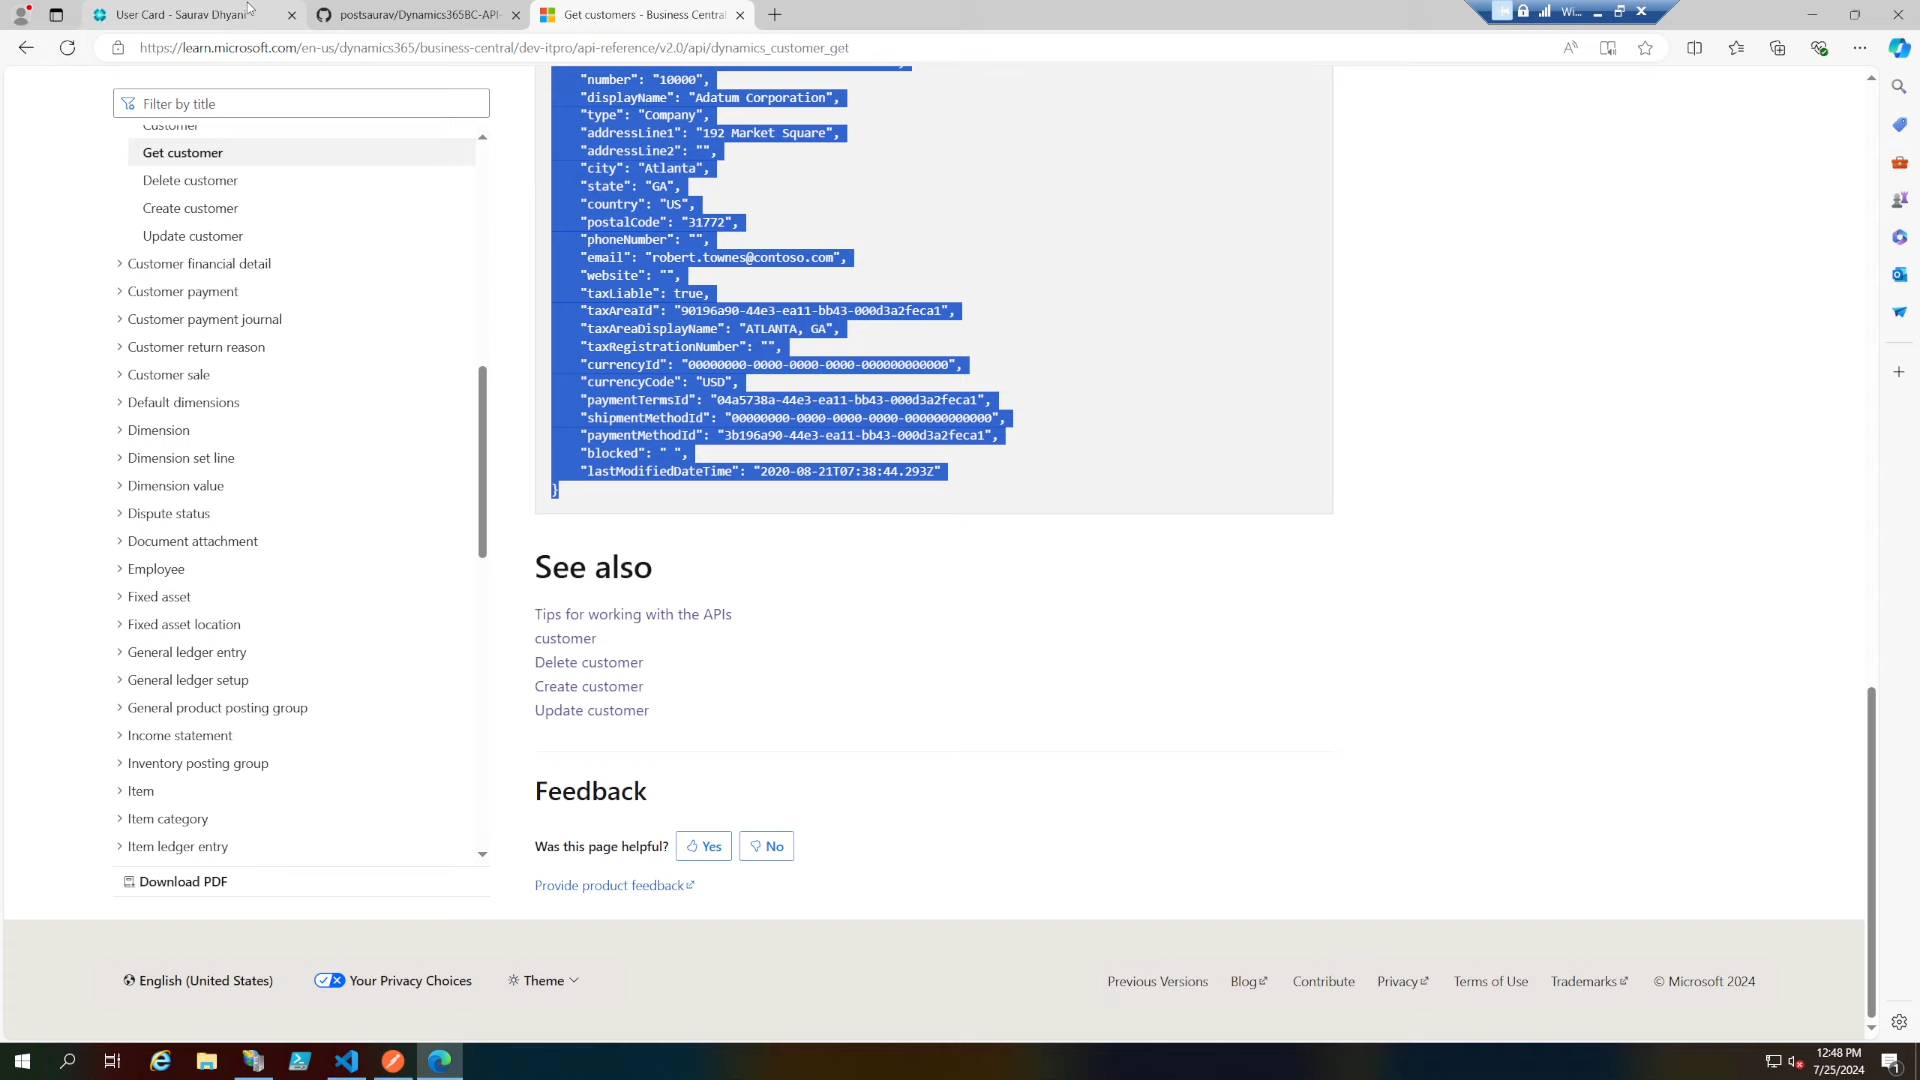 User Card - Saurav Dhyani
postsaurav/Dynamics365BC-API-
Get customers - Business Central
Wi...
https://learn.microsoft.com/en-us/dynamics365/business-central/dev-itpro/api-reference/v2.0/api/dynamics_customer_get
Filter by title
Customer
Get customer
Delete customer
Create customer
Update customer
Customer financial detail
Customer payment
Customer payment journal
Customer return reason
Customer sale
Default dimensions
Dimension
Dimension set line
Dimension value
Dispute status
Document attachment
Employee
Fixed asset
Fixed asset location
General ledger entry
General ledger setup
General product posting group
Income statement
Inventory posting group
Item
Item category
Item ledger entry
Download PDF
"number": "10000",
"displayName": "Adatum Corporation",
"type": "Company",
"addressLine1": "192 Market Square",
"addressLine2": "",
"city": "Atlanta",
"state": "GA",
"country": "US",
"postalCode": "31772",
"phoneNumber": "",
"email": "robert.townes@contoso.com",
"website": "",
"taxLiable": true,
"taxAreaId": "90196a90-44e3-ea11-bb43-000d3a2feca1",
"taxAreaDisplayName": "ATLANTA, GA",
"taxRegistrationNumber": "",
"currencyId": "00000000-0000-0000-0000-000000000000",
"currencyCode": "USD",
"paymentTermsId": "04a5738a-44e3-ea11-bb43-000d3a2feca1",
"shipmentMethodId": "00000000-0000-0000-0000-000000000000",
"paymentMethodId": "3b196a90-44e3-ea11-bb43-000d3a2feca1",
"blocked": " ",
"lastModifiedDateTime": "2020-08-21T07:38:44.293Z"
}
See also
Tips for working with the APIs
customer
Delete customer
Create customer
Update customer
Feedback
Was this page helpful? Yes No
Provide product feedback
English (United States) Your Privacy Choices Theme
Previous Versions Blog Contribute Privacy Terms of Use Trademarks © Microsoft 2024
12:48 PM
7/25/2024
1